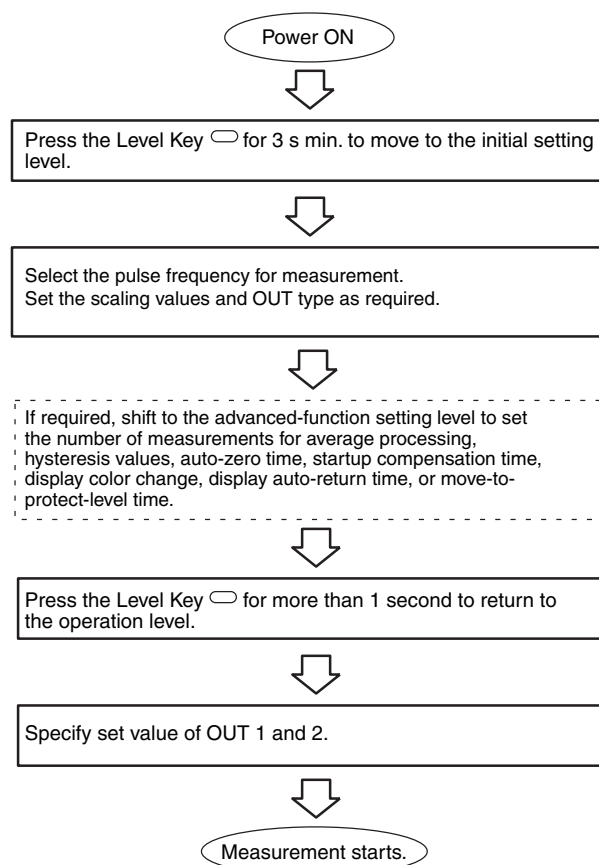 Power ON
Press the Level Key for 3 s min. to move to the initial setting
level.
Select the pulse frequency for measurement.
Set the scaling values and OUT type as required.
If required, shift to the advanced-function setting level to set
the number of measurements for average processing,
hysteresis values, auto-zero time, startup compensation time,
display color change, display auto-return time, or move-to-
protect-level time.
Press the Level Key for more than 1 second to return to
the operation level.
Specify set value of OUT 1 and 2.
Measurement starts.